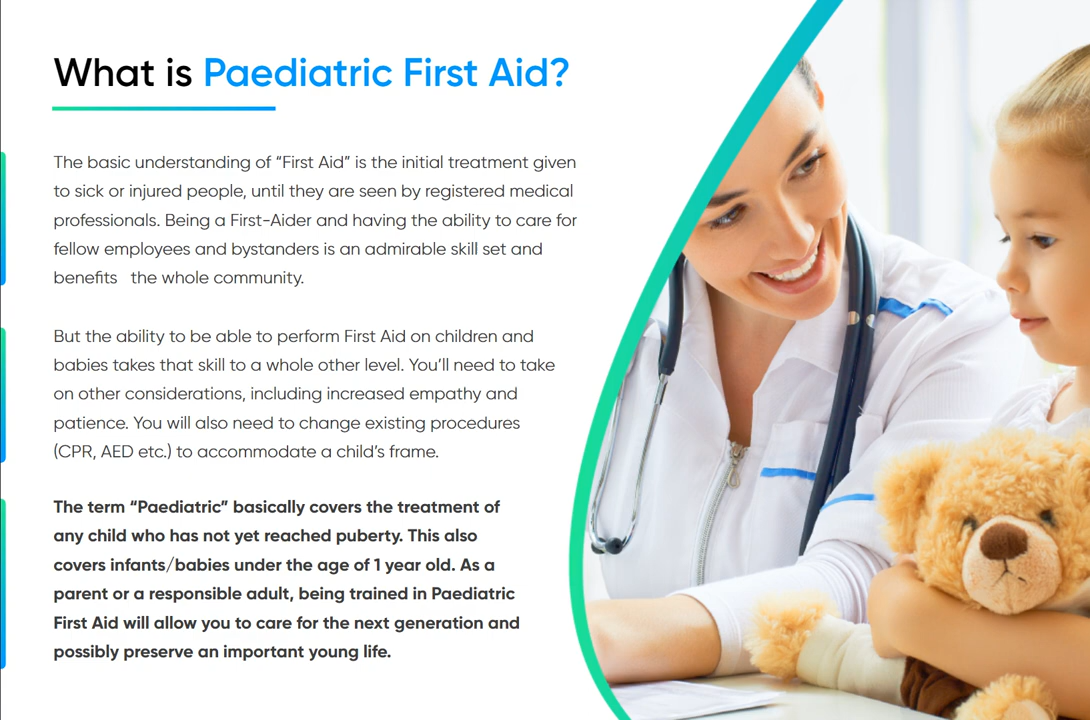 What is Paediatric First Aid?
The basic understanding of “First Aid” is the initial treatment given
to sick or injured people, until they are seen by registered medical
professionals. Being a First-Aider and having the ability to care for
fellow employees and bystanders is an admirable skill set and
benefits   the whole community.
But the ability to be able to perform First Aid on children and
babies takes that skill to a whole other level. You’ll need to take
on other considerations, including increased empathy and
patience. You will also need to change existing procedures
(CPR, AED etc.) to accommodate a child’s frame.
The term “Paediatric” basically covers the treatment of
any child who has not yet reached puberty. This also
covers infants/babies under the age of 1 year old. As a
parent or a responsible adult, being trained in Paediatric
First Aid will allow you to care for the next generation and
possibly preserve an important young life.